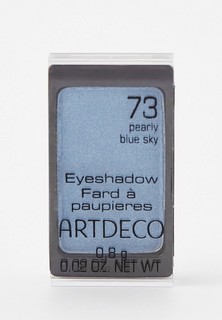 73
pearly
blue sky
Eyeshadow
Fard à
paupieres
ARTDECO
0,8 g
0.02 OZ. NET WT